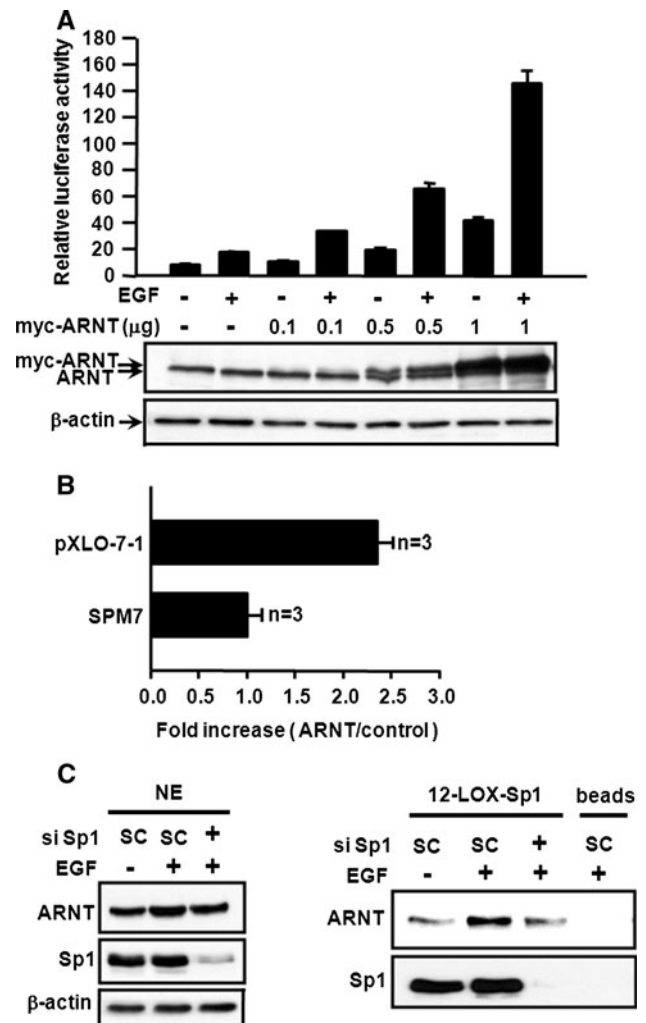 A
Relative luciferase activity
180
160
140
120
100
80
60
40
20
0
EGF - + - + - + - +
myc-ARNT (μg) - - 0.1 0.1 0.5 0.5 1 1
myc-ARNT
ARNT
β-actin
B
pXLO-7-1 n=3
SPM7 n=3
0.0 0.5 1.0 1.5 2.0 2.5 3.0
Fold increase (ARNT/control)
C
NE
si Sp1 SC SC +
EGF - + +
ARNT
Sp1
β-actin
12-LOX-Sp1 beads
si Sp1 SC SC + SC
EGF - + + +
ARNT
Sp1